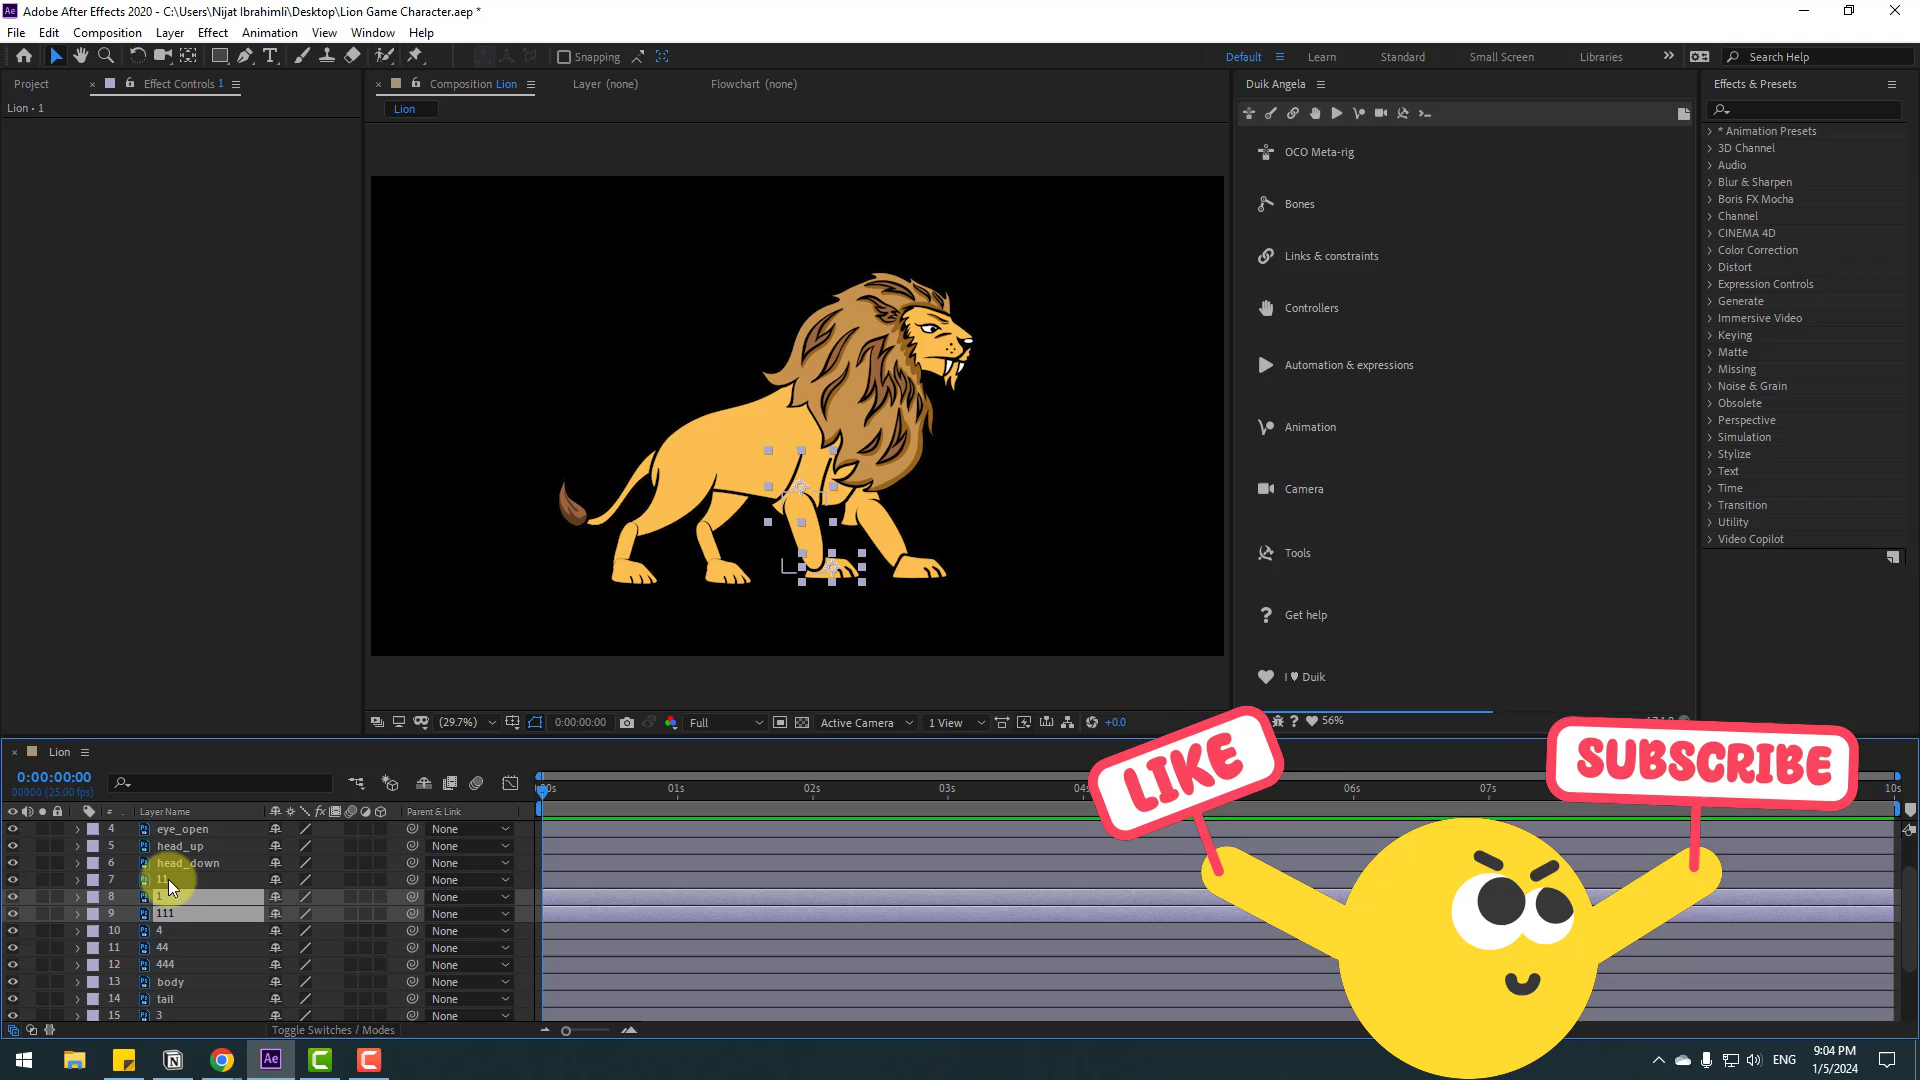 Adobe After Effects 2020 - C:\Users\Nijat Ibrahimli\Desktop\Lion Game Character.aep *
File Edit Composition Layer Effect Animation View Window Help
Snapping
Default Learn Standard Small Screen Libraries Search Help
Project Effect Controls 1
Lion • 1
Composition Lion Layer (none) Flowchart (none)
Lion
Duik Angela
OCO Meta-rig
Bones
Links & constraints
Controllers
Automation & expressions
Animation
Camera
Tools
Get help
I ♥ Duik
56%
Effects & Presets
* Animation Presets
3D Channel
Audio
Blur & Sharpen
Boris FX Mocha
Channel
CINEMA 4D
Color Correction
Distort
Expression Controls
Generate
Immersive Video
Keying
Matte
Missing
Noise & Grain
Obsolete
Perspective
Simulation
Stylize
Text
Time
Transition
Utility
Video Copilot
(29.7%) 0:00:00:00 Full Active Camera 1 View +0.0
LIKE
SUBSCRIBE
Lion
0:00:00:00
00000 (25.00 fps)
01s 02s 03s 06s 07s 10s
# Layer Name Parent & Link
4 eye_open None
5 head_up None
6 head_down None
7 11 None
8 1 None
9 111 None
10 4 None
11 44 None
12 444 None
13 body None
14 tail None
15 3 None
Toggle Switches / Modes
ENG
9:04 PM
1/5/2024